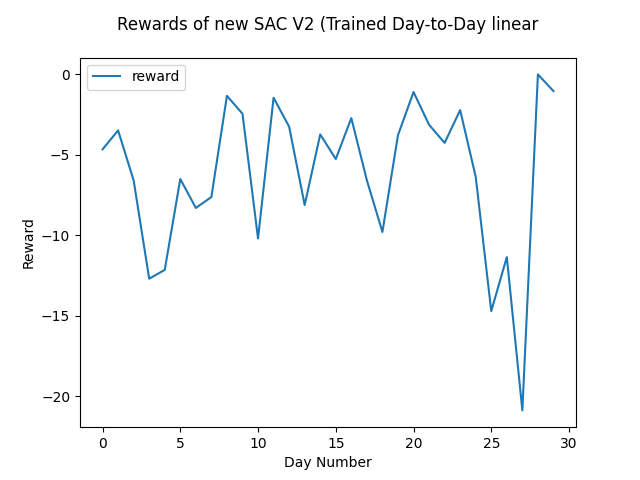 Rewards of new SAC V2 (Trained Day-to-Day linear
reward
0
−5
−10
−15
−20
Reward
0 5 10 15 20 25 30
Day Number